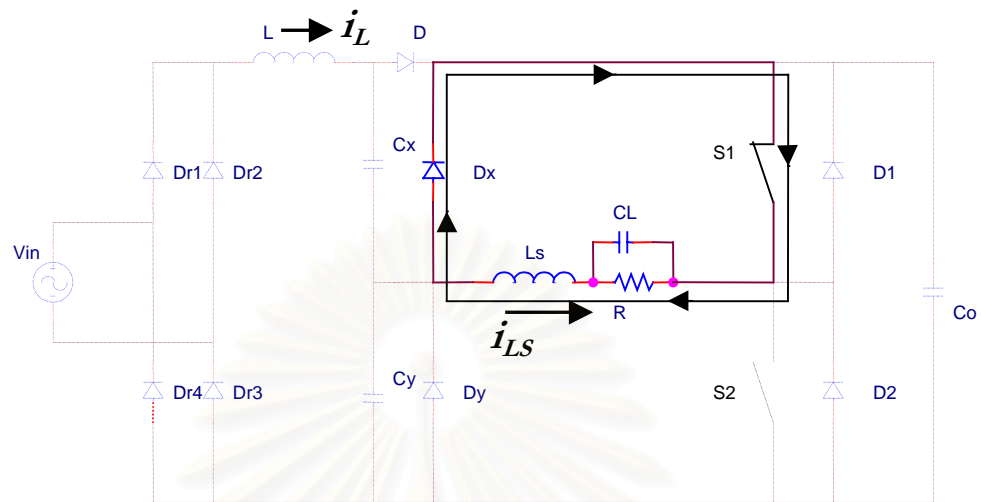 L
i_L
D
Cx
S1
Dr1
Dr2
Dx
D1
CL
Vin
Ls
R
Co
i_LS
Cy
Dr4
Dr3
Dy
S2
D2